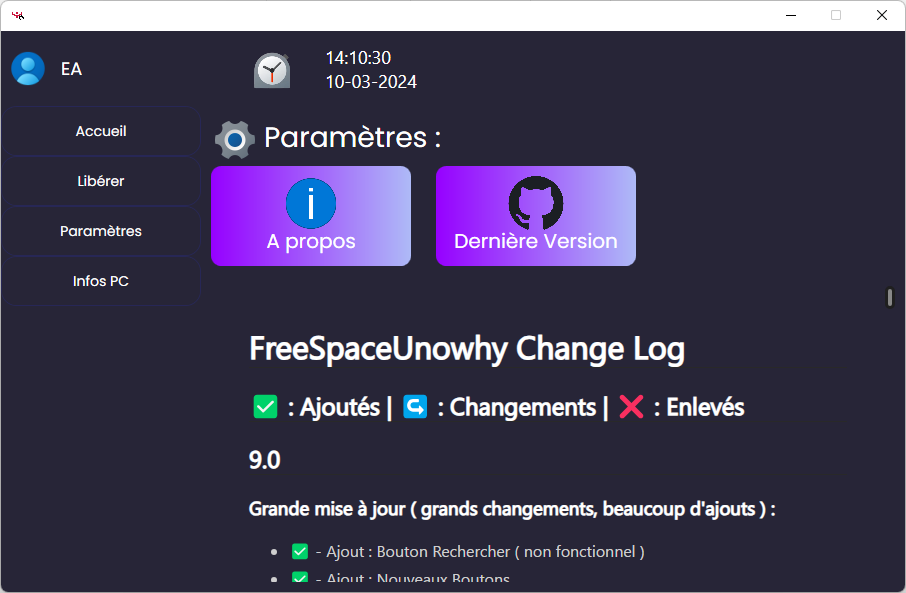 EA
14:10:30
10-03-2024
Accueil
Libérer
Paramètres
Infos PC
Paramètres :
A propos
Dernière Version
FreeSpaceUnowhy Change Log
✅ : Ajoutés | ↪️ : Changements | ❌ : Enlevés
9.0
Grande mise à jour ( grands changements, beaucoup d'ajouts ) :
• ✅ - Ajout : Bouton Rechercher ( non fonctionnel )
• ✅ - Ajout : Nouveaux Boutons